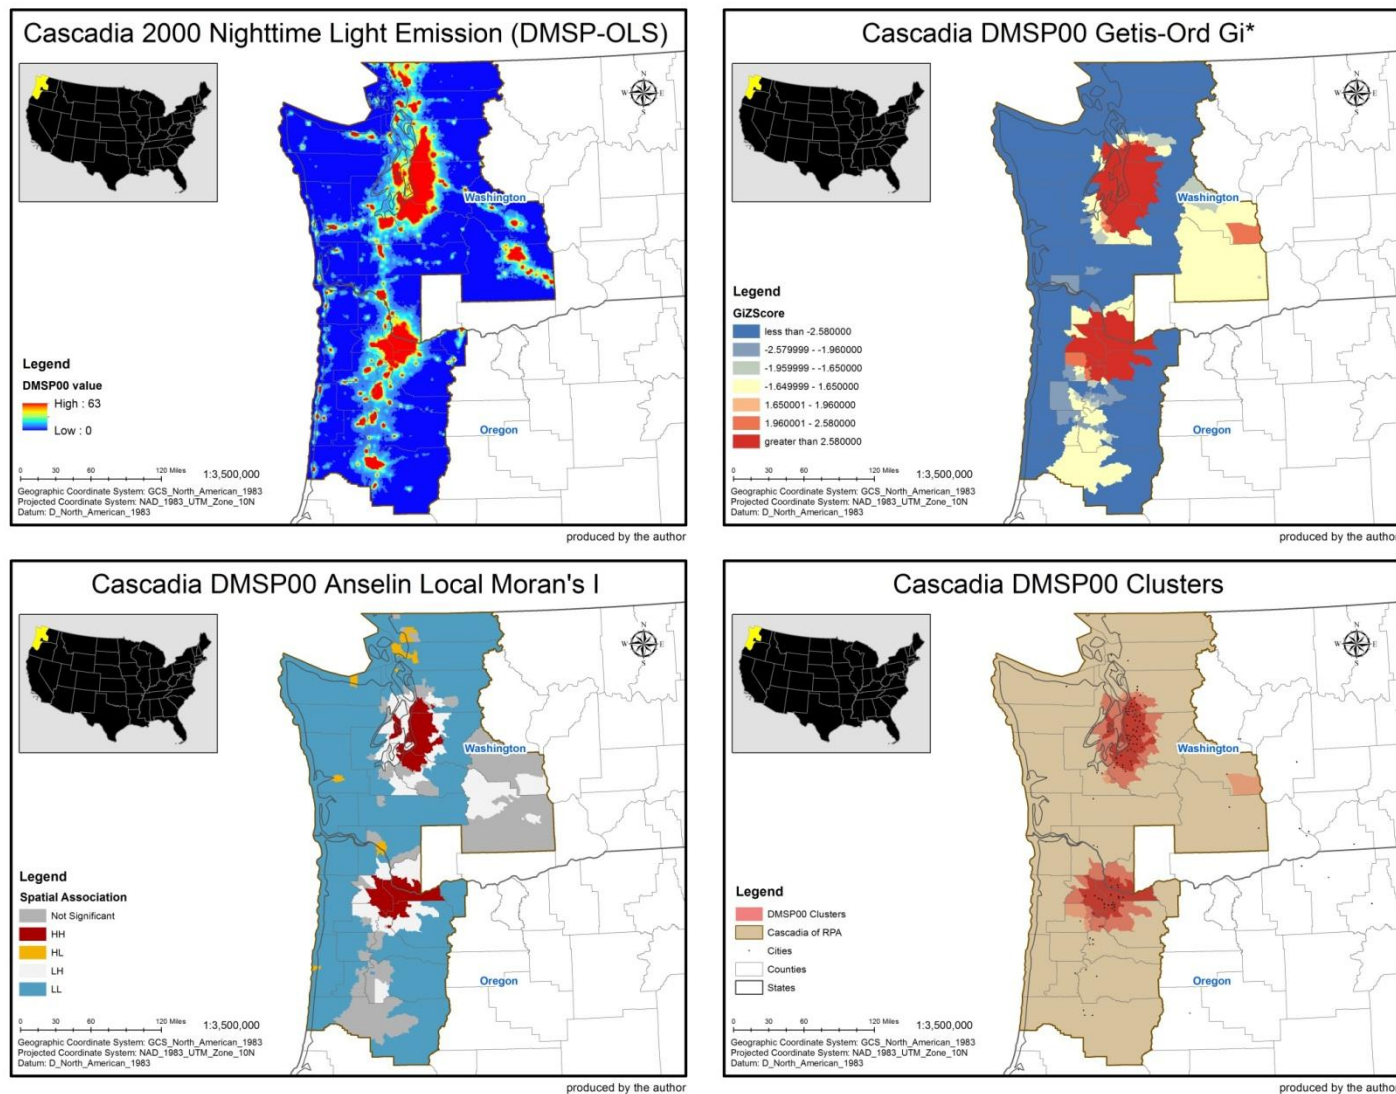 Cascadia 2000 Nighttime Light Emission (DMSP-OLS)
N
W E
S
Washington
Oregon
Legend
DMSP00 value
High : 63
Low : 0
0 60 120 Miles
1:3,500,000
Geographic Coordinate System: GCS_North_American_1983
Projected Coordinate System: NAD_1983_UTM_Zone_10N
Datum: D_North_American_1983
produced by the author
Cascadia DMSP00 Getis-Ord Gi*
N
W E
S
Washington
Oregon
Legend
GiZScore
less than -2.580000
-2.579999 - -1.960000
-1.959999 - -1.650000
-1.649999 - 1.650000
1.650001 - 1.960000
1.960001 - 2.580000
greater than 2.580000
0 60 120 Miles
1:3,500,000
Geographic Coordinate System: GCS_North_American_1983
Projected Coordinate System: NAD_1983_UTM_Zone_10N
Datum: D_North_American_1983
produced by the author
Cascadia DMSP00 Anselin Local Moran's I
N
W E
S
Washington
Oregon
Legend
Spatial Association
Not Significant
HH
HL
LH
LL
0 60 120 Miles
1:3,500,000
Geographic Coordinate System: GCS_North_American_1983
Projected Coordinate System: NAD_1983_UTM_Zone_10N
Datum: D_North_American_1983
produced by the author
Cascadia DMSP00 Clusters
N
W E
S
Washington
Oregon
Legend
DMSP00 Clusters
Cascadia of RPA
Cities
Counties
States
0 60 120 Miles
1:3,500,000
Geographic Coordinate System: GCS_North_American_1983
Projected Coordinate System: NAD_1983_UTM_Zone_10N
Datum: D_North_American_1983
produced by the author